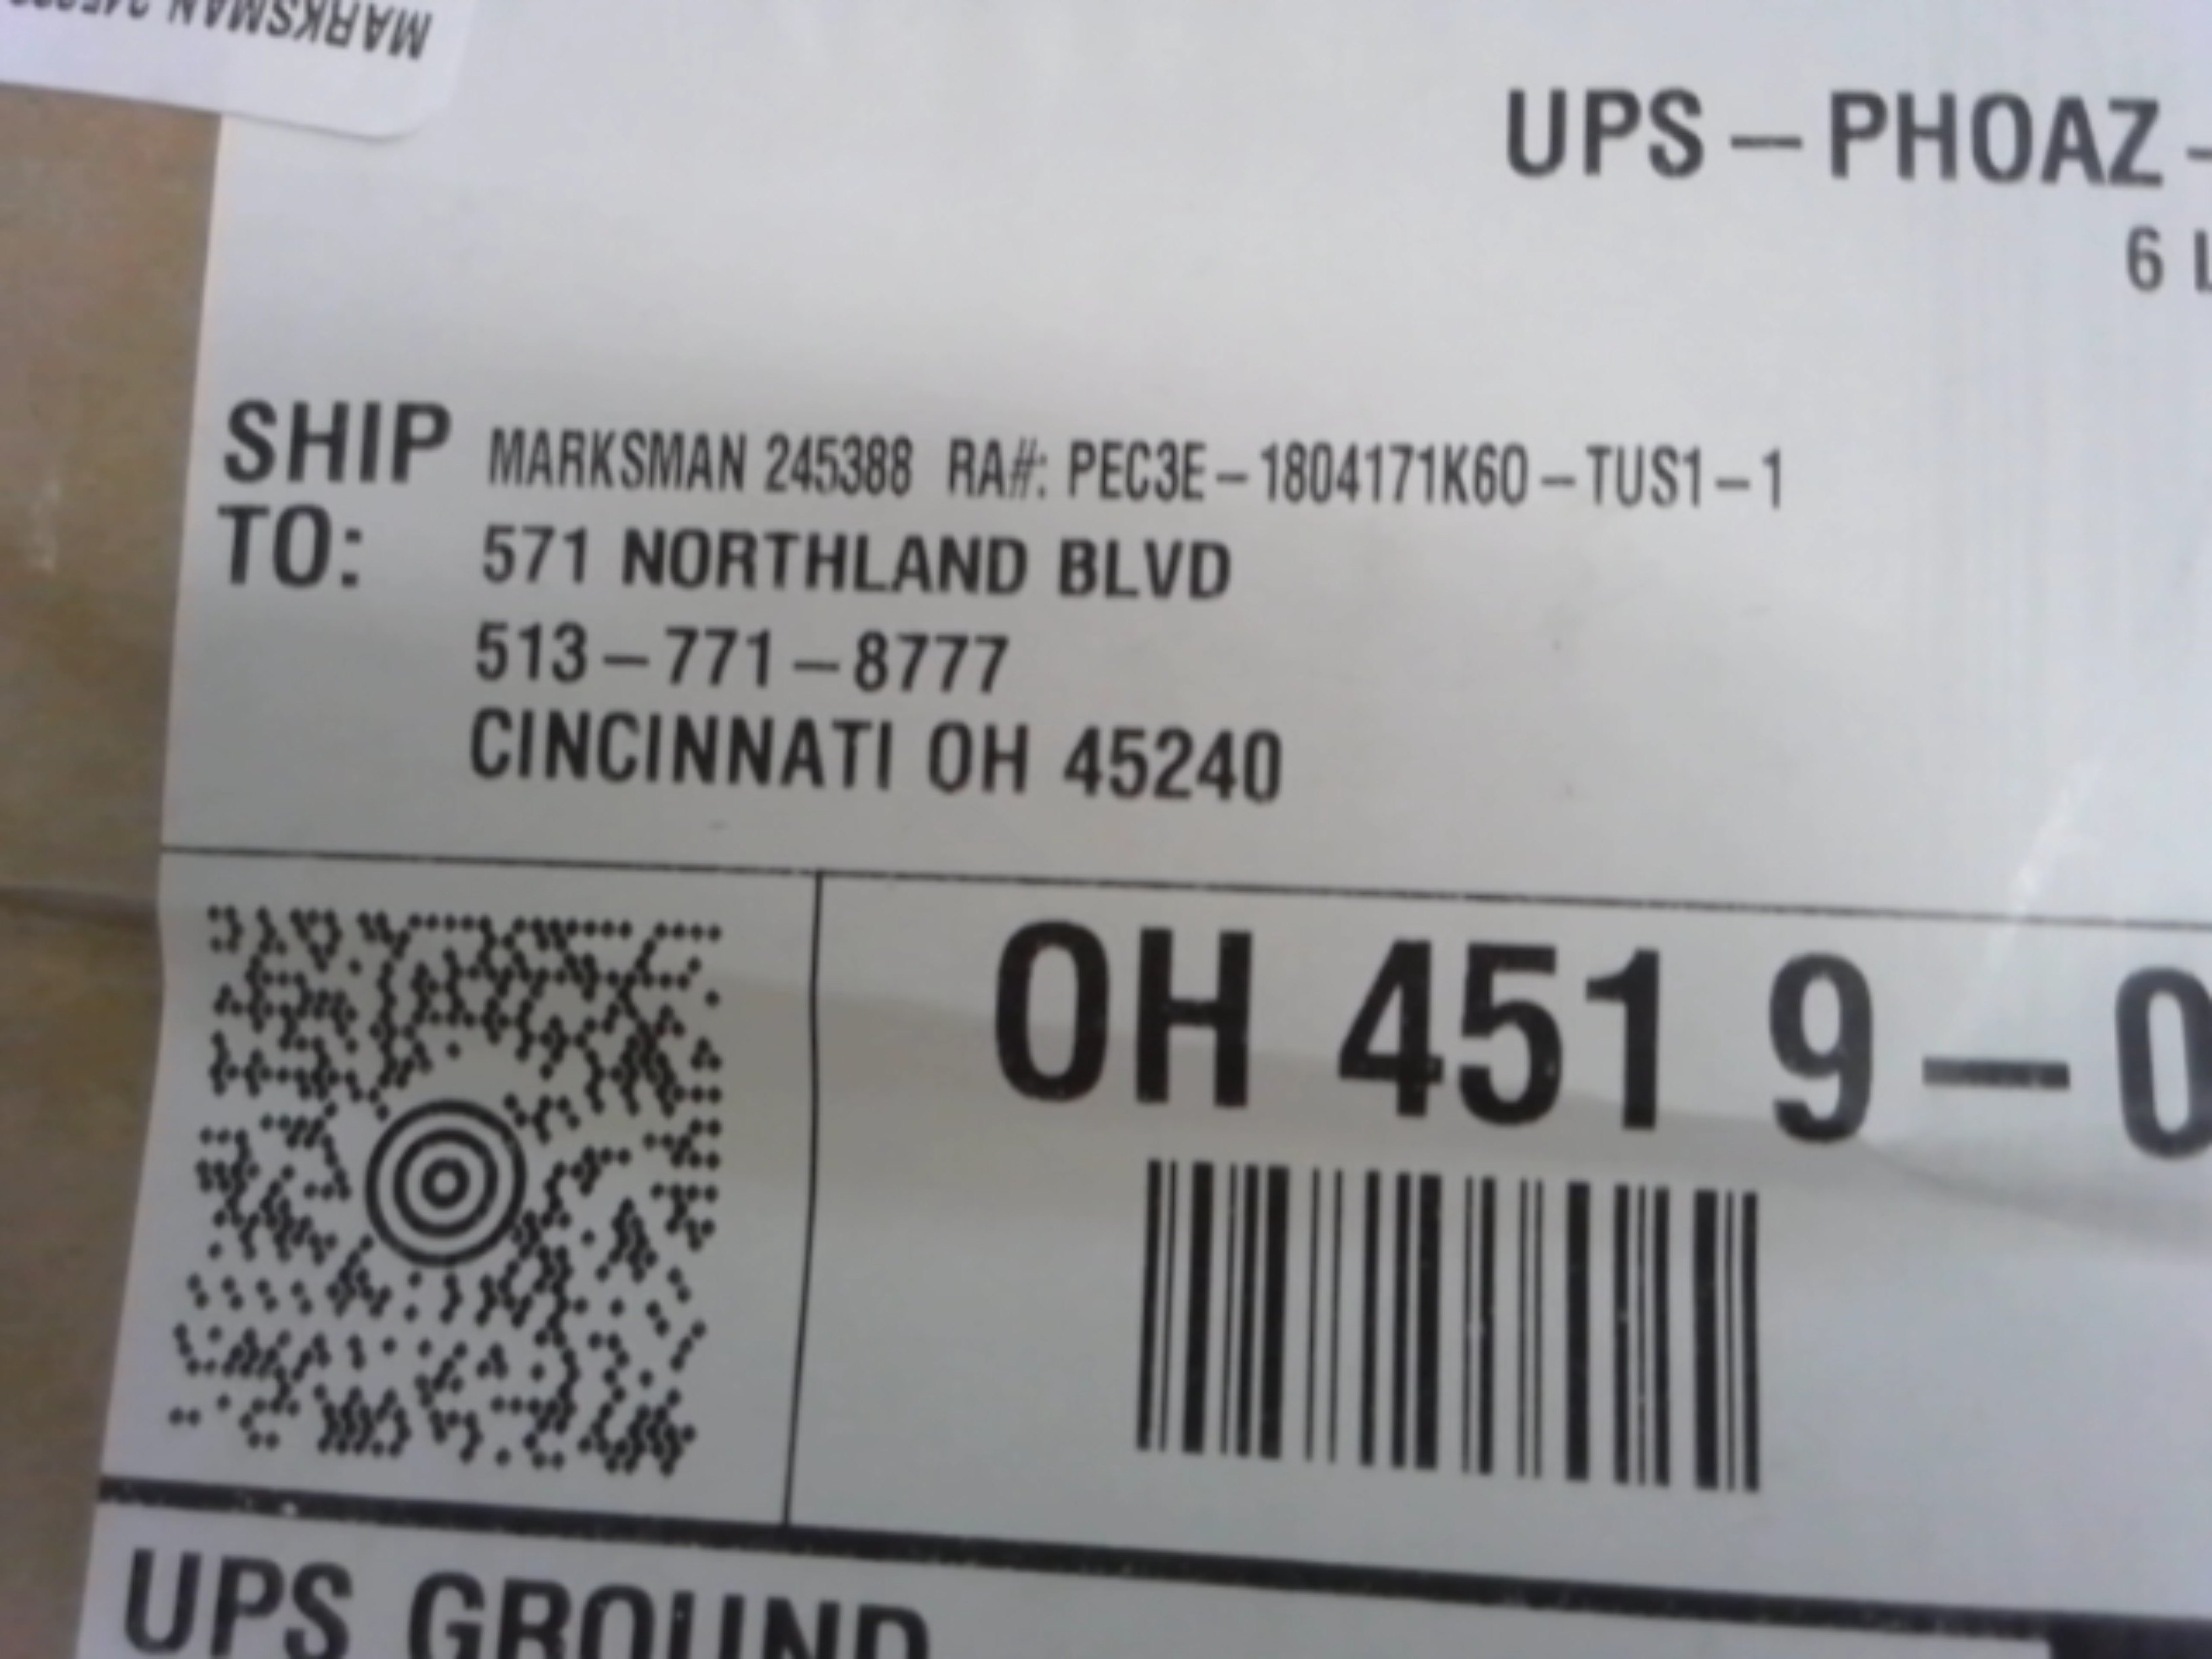 MARKSMAN
UPS - PHOAZ -
6 L
SHIP TO:
MARKSMAN 245388 RA#: PEC3E-1804171K60-TUS1-1
571 NORTHLAND BLVD
513-771-8777
CINCINNATI OH 45240
OH 451 9-0
UPS GROUND